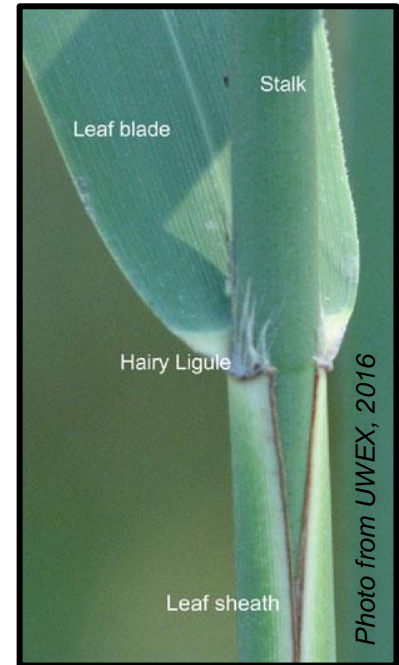 Stalk
Leaf blade
Hairy Ligule
Photo from UWEX, 2016
Leaf sheath